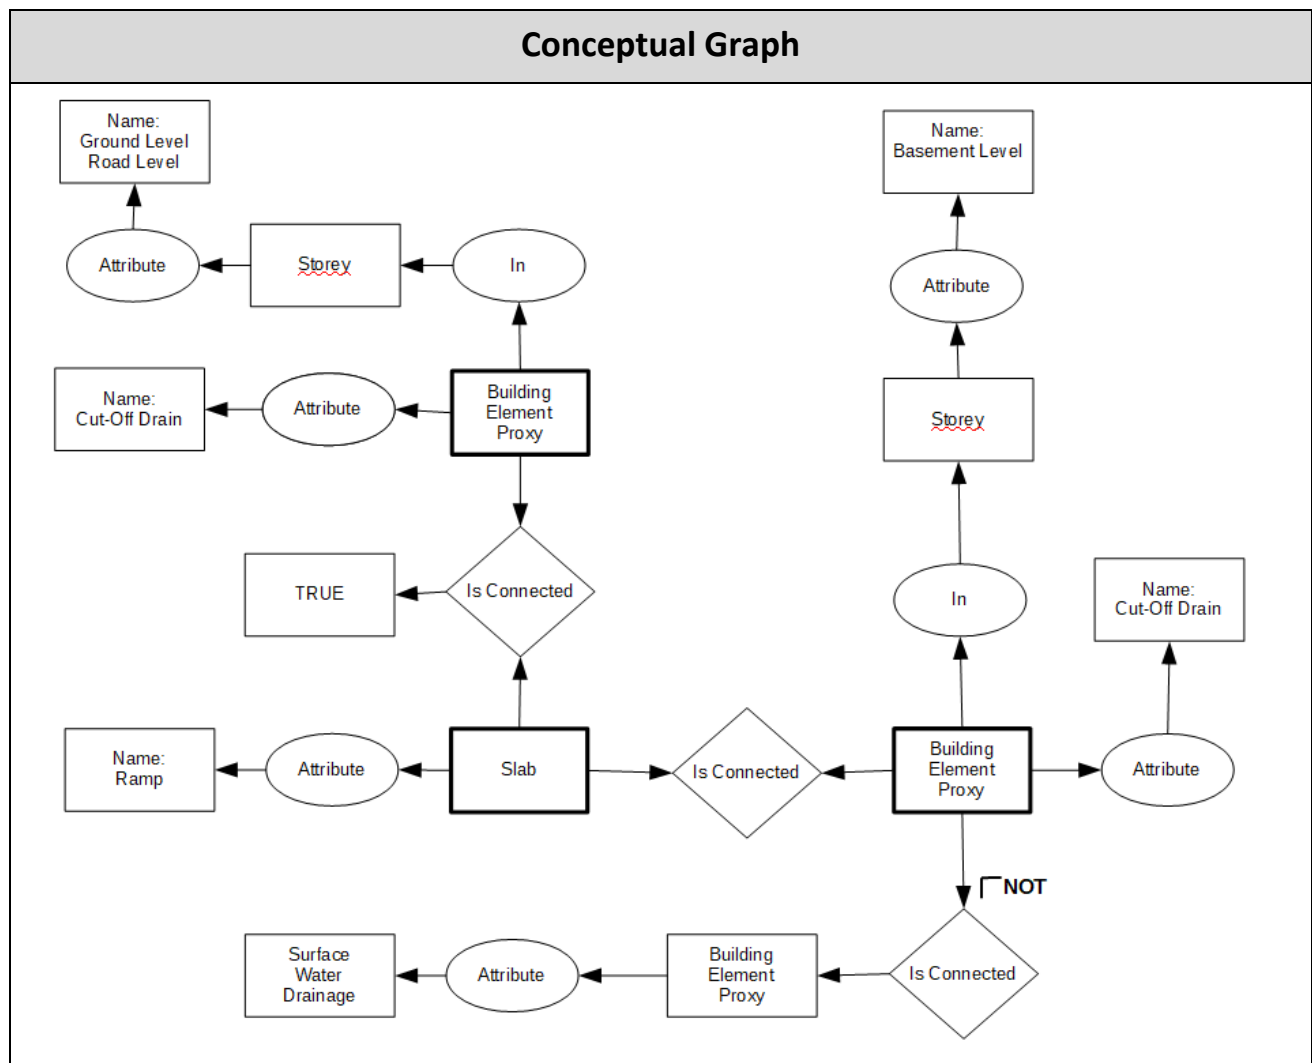 Conceptual Graph
Name:
Ground Level
Road Level
Name:
Basement Level
Attribute
Storey
In
Attribute
Name:
Cut-Off Drain
Attribute
Building
Element
Proxy
Storey
TRUE
Is Connected
In
Name:
Cut-Off Drain
Name:
Ramp
Attribute
Slab
Is Connected
Building
Element
Proxy
Attribute
NOT
Surface
Water
Drainage
Attribute
Building
Element
Proxy
Is Connected